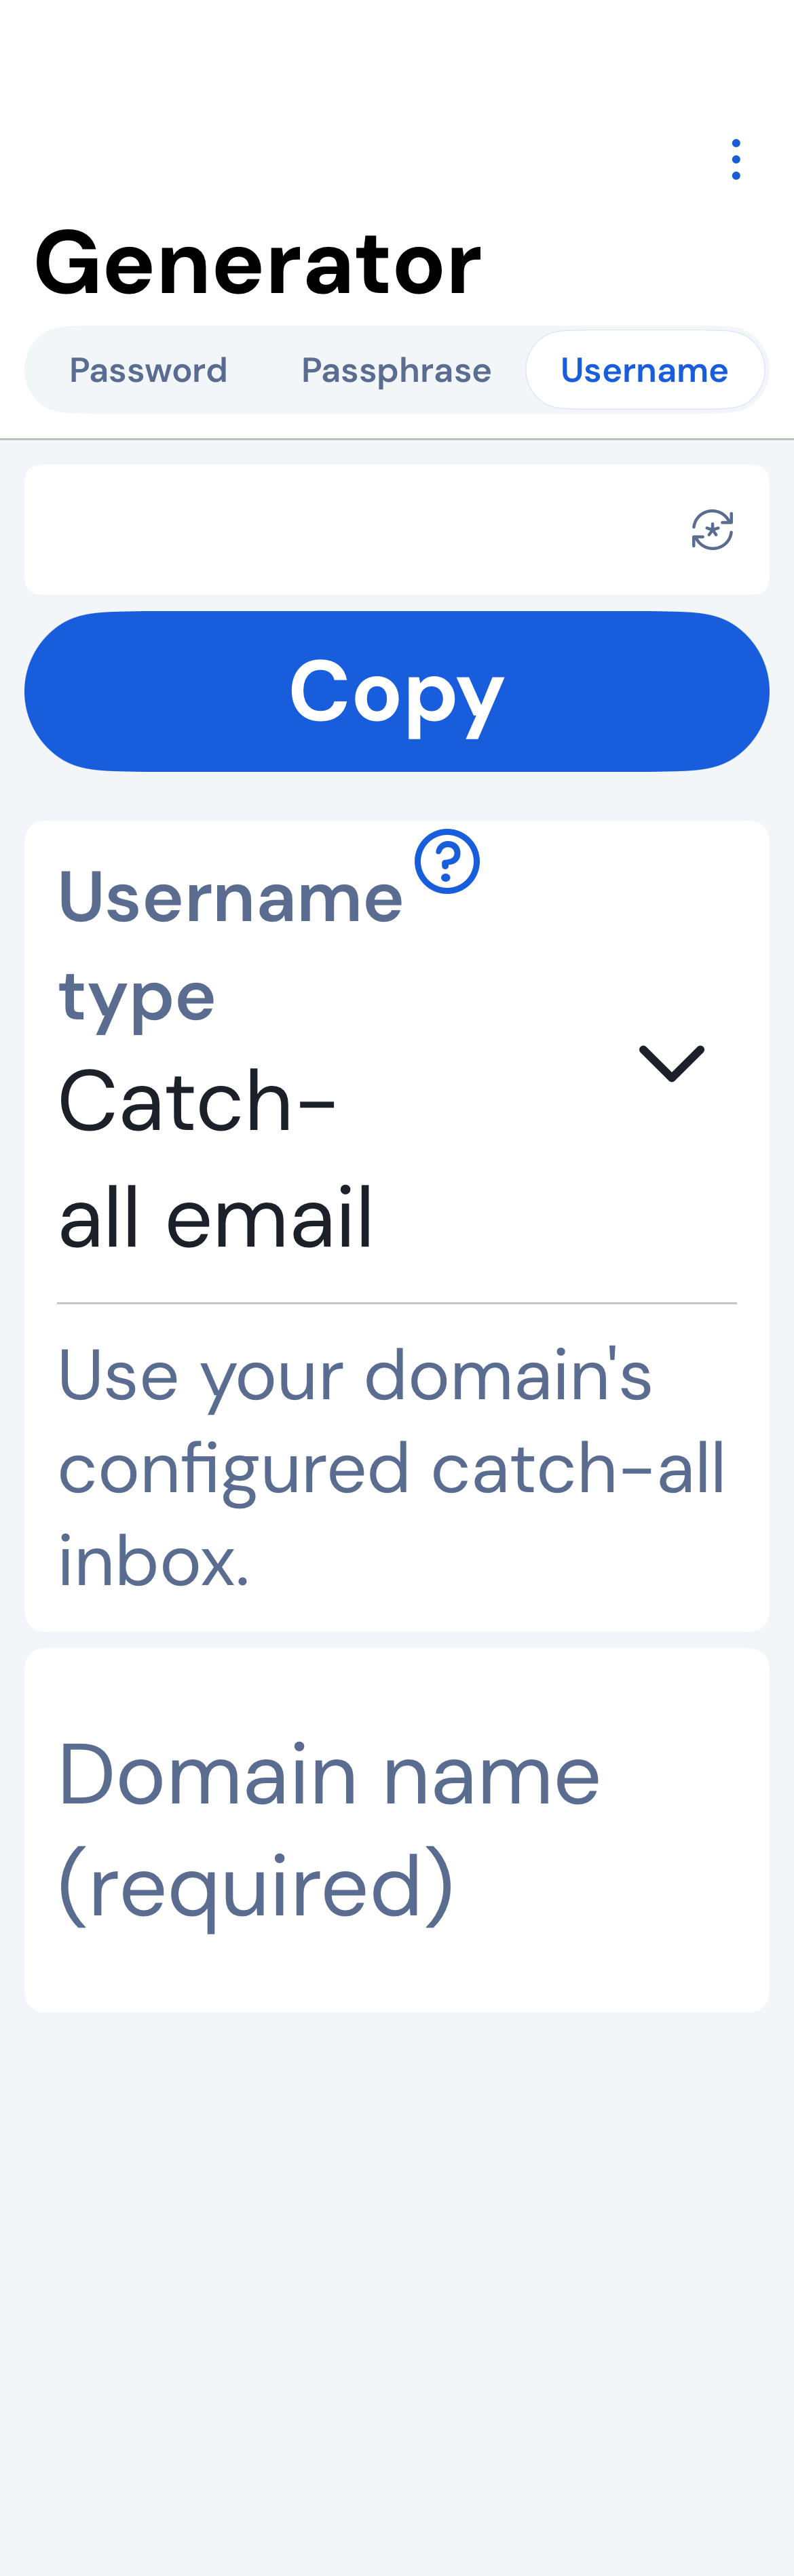 Generator
Password Passphrase Username
Copy
Username
type
Catch-
all email
Use your domain's
configured catch-all
inbox.
Domain name
(required)